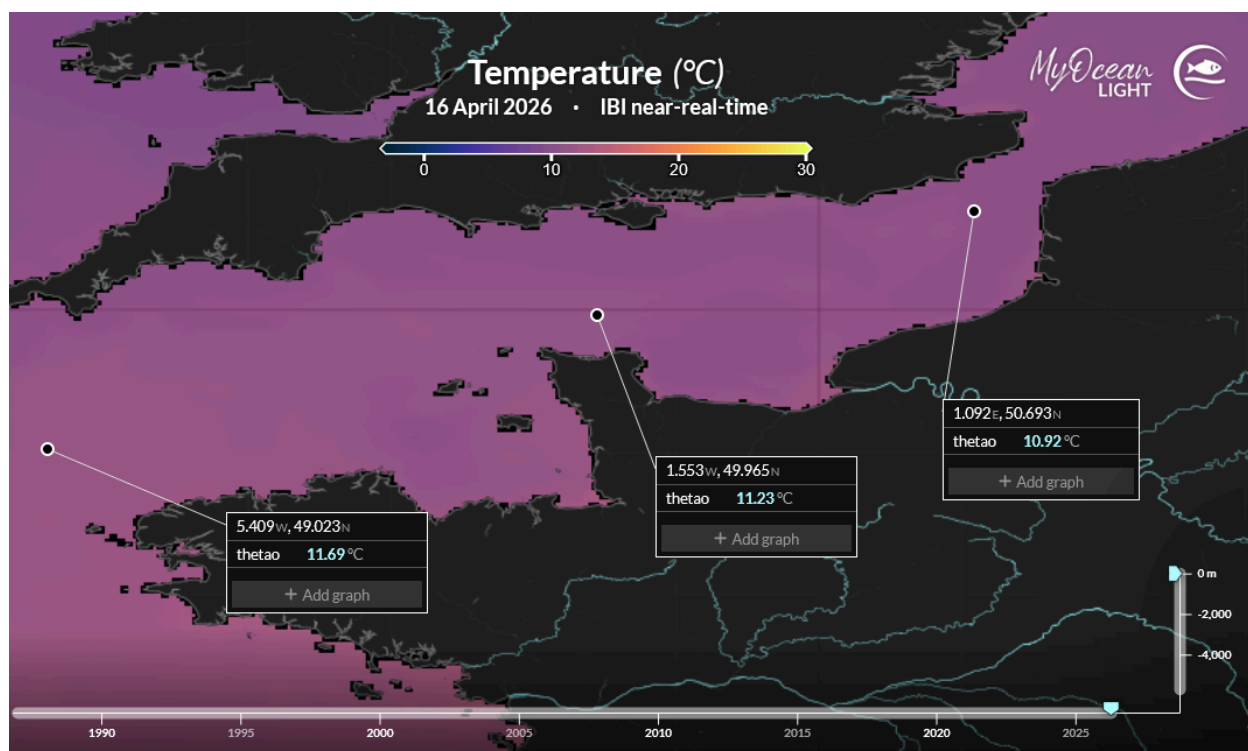 Temperature (°C)
16 April 2026 · IBI near-real-time
0 10 20 30
MyOcean
LIGHT
1.092E, 50.693N
thetao 10.92 °C
+ Add graph
1.553W, 49.965N
thetao 11.23 °C
+ Add graph
5.409W, 49.023N
thetao 11.69 °C
+ Add graph
0 m
-2,000
-4,000
1990 1995 2000 2005 2010 2015 2020 2025